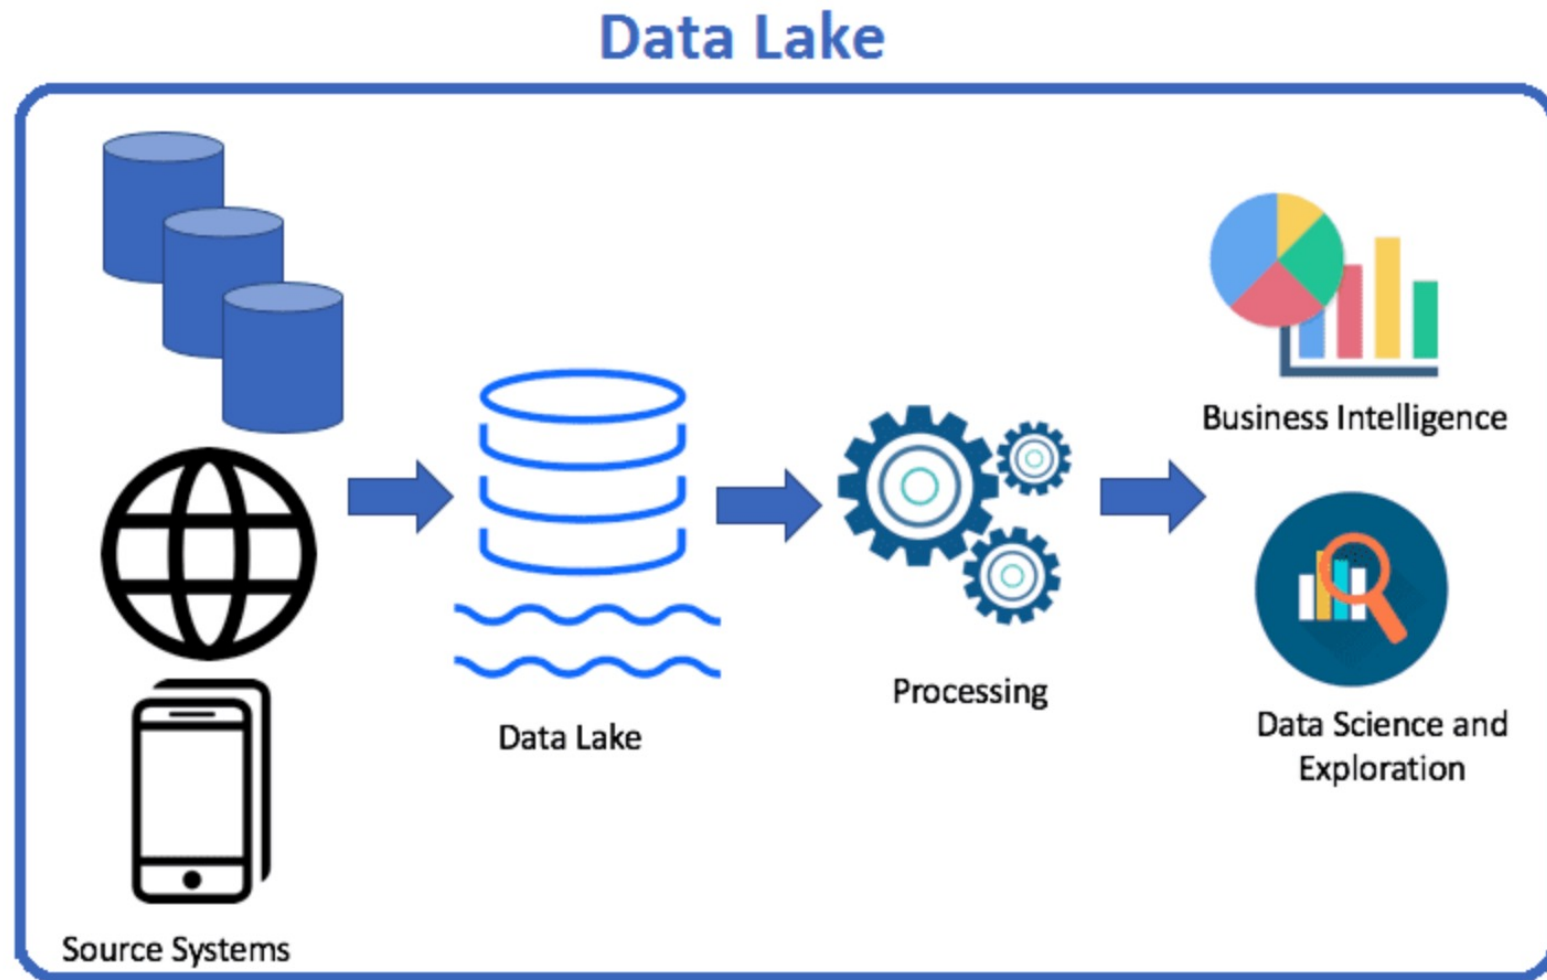 Data Lake
Source Systems
Data Lake
Processing
Business Intelligence
Data Science and
Exploration